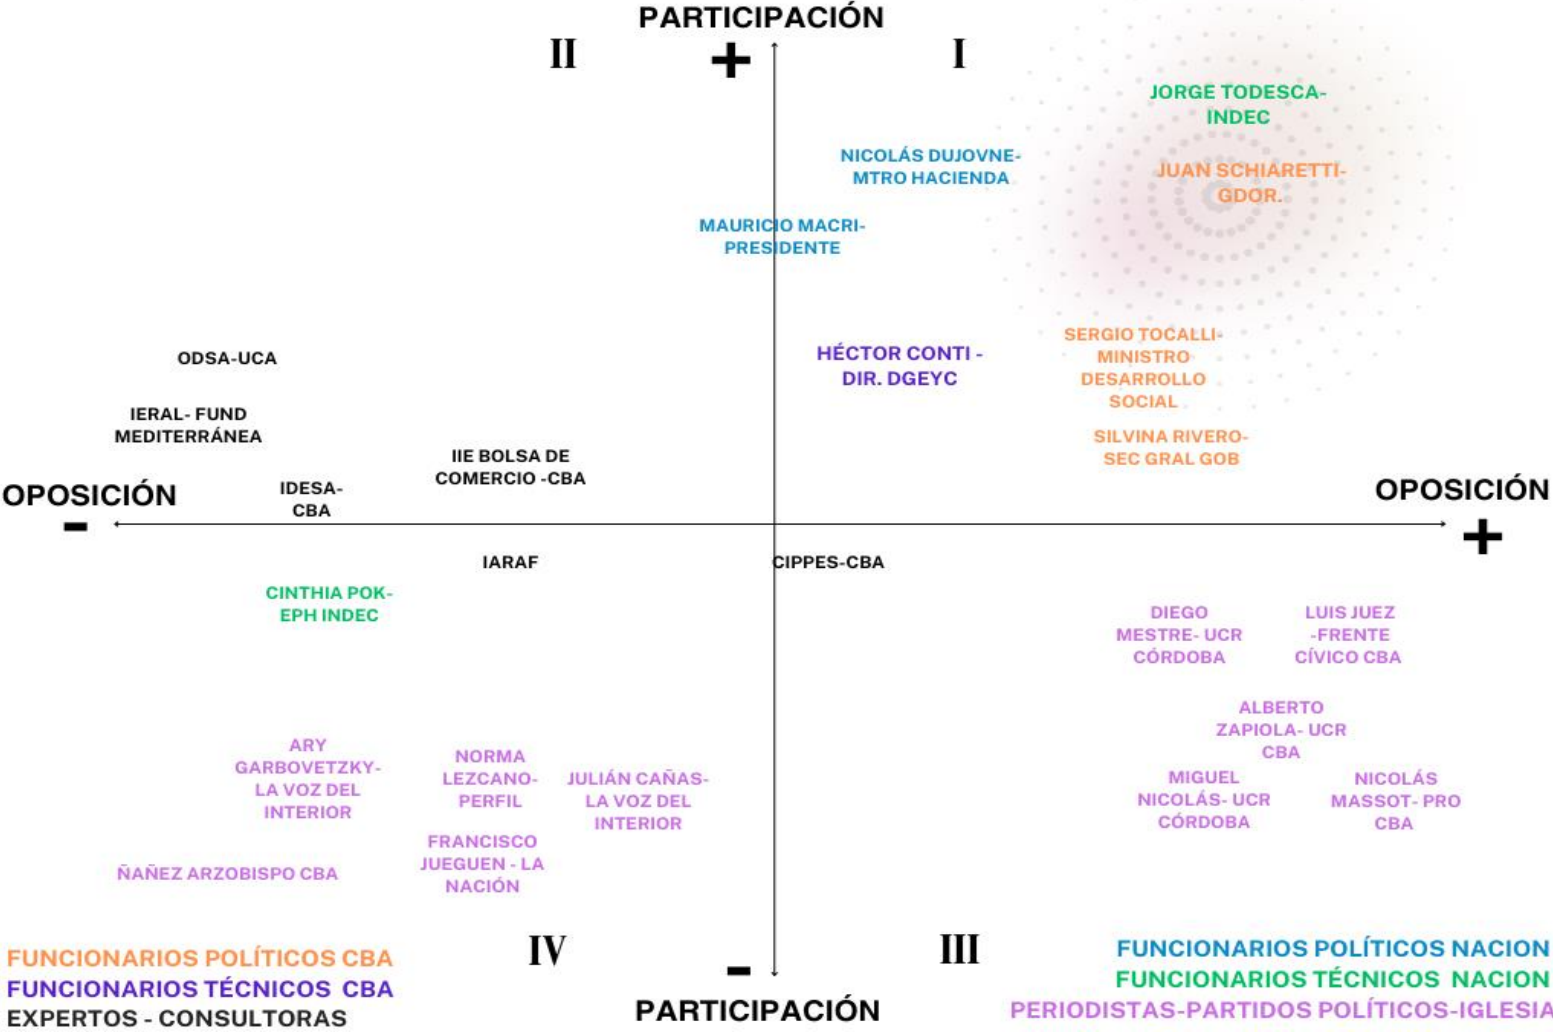 PARTICIPACIÓN
II
+
I
JORGE TODESCA-
INDEC
NICOLÁS DUJOVNE-
MTRO HACIENDA
JUAN SCHIARETTI-
GDOR.
MAURICIO MACRI-
PRESIDENTE
SERGIO TOCALLI-
MINISTRO
DESARROLLO
SOCIAL
HÉCTOR CONTI -
DIR. DGEYC
ODSA-UCA
IERAL- FUND
MEDITERRÁNEA
SILVINA RIVERO-
SEC GRAL GOB
IIE BOLSA DE
COMERCIO -CBA
IDESA-
CBA
OPOSICIÓN
-
OPOSICIÓN
+
IARAF
CIPPES-CBA
CINTHIA POK-
EPH INDEC
DIEGO
MESTRE- UCR
CÓRDOBA
LUIS JUEZ
-FRENTE
CÍVICO CBA
ALBERTO
ZAPIOLA- UCR
CBA
ARY
GARBOVETZKY-
LA VOZ DEL
INTERIOR
NORMA
LEZCANO-
PERFIL
JULIÁN CAÑAS-
LA VOZ DEL
INTERIOR
MIGUEL
NICOLÁS- UCR
CÓRDOBA
NICOLÁS
MASSOT- PRO
CBA
FRANCISCO
JUEGUEN - LA
NACIÓN
ÑAÑEZ ARZOBISPO CBA
IV
-
III
PARTICIPACIÓN
FUNCIONARIOS POLÍTICOS CBA
FUNCIONARIOS TÉCNICOS CBA
EXPERTOS - CONSULTORAS
FUNCIONARIOS POLÍTICOS NACION
FUNCIONARIOS TÉCNICOS NACION
PERIODISTAS-PARTIDOS POLÍTICOS-IGLESIA